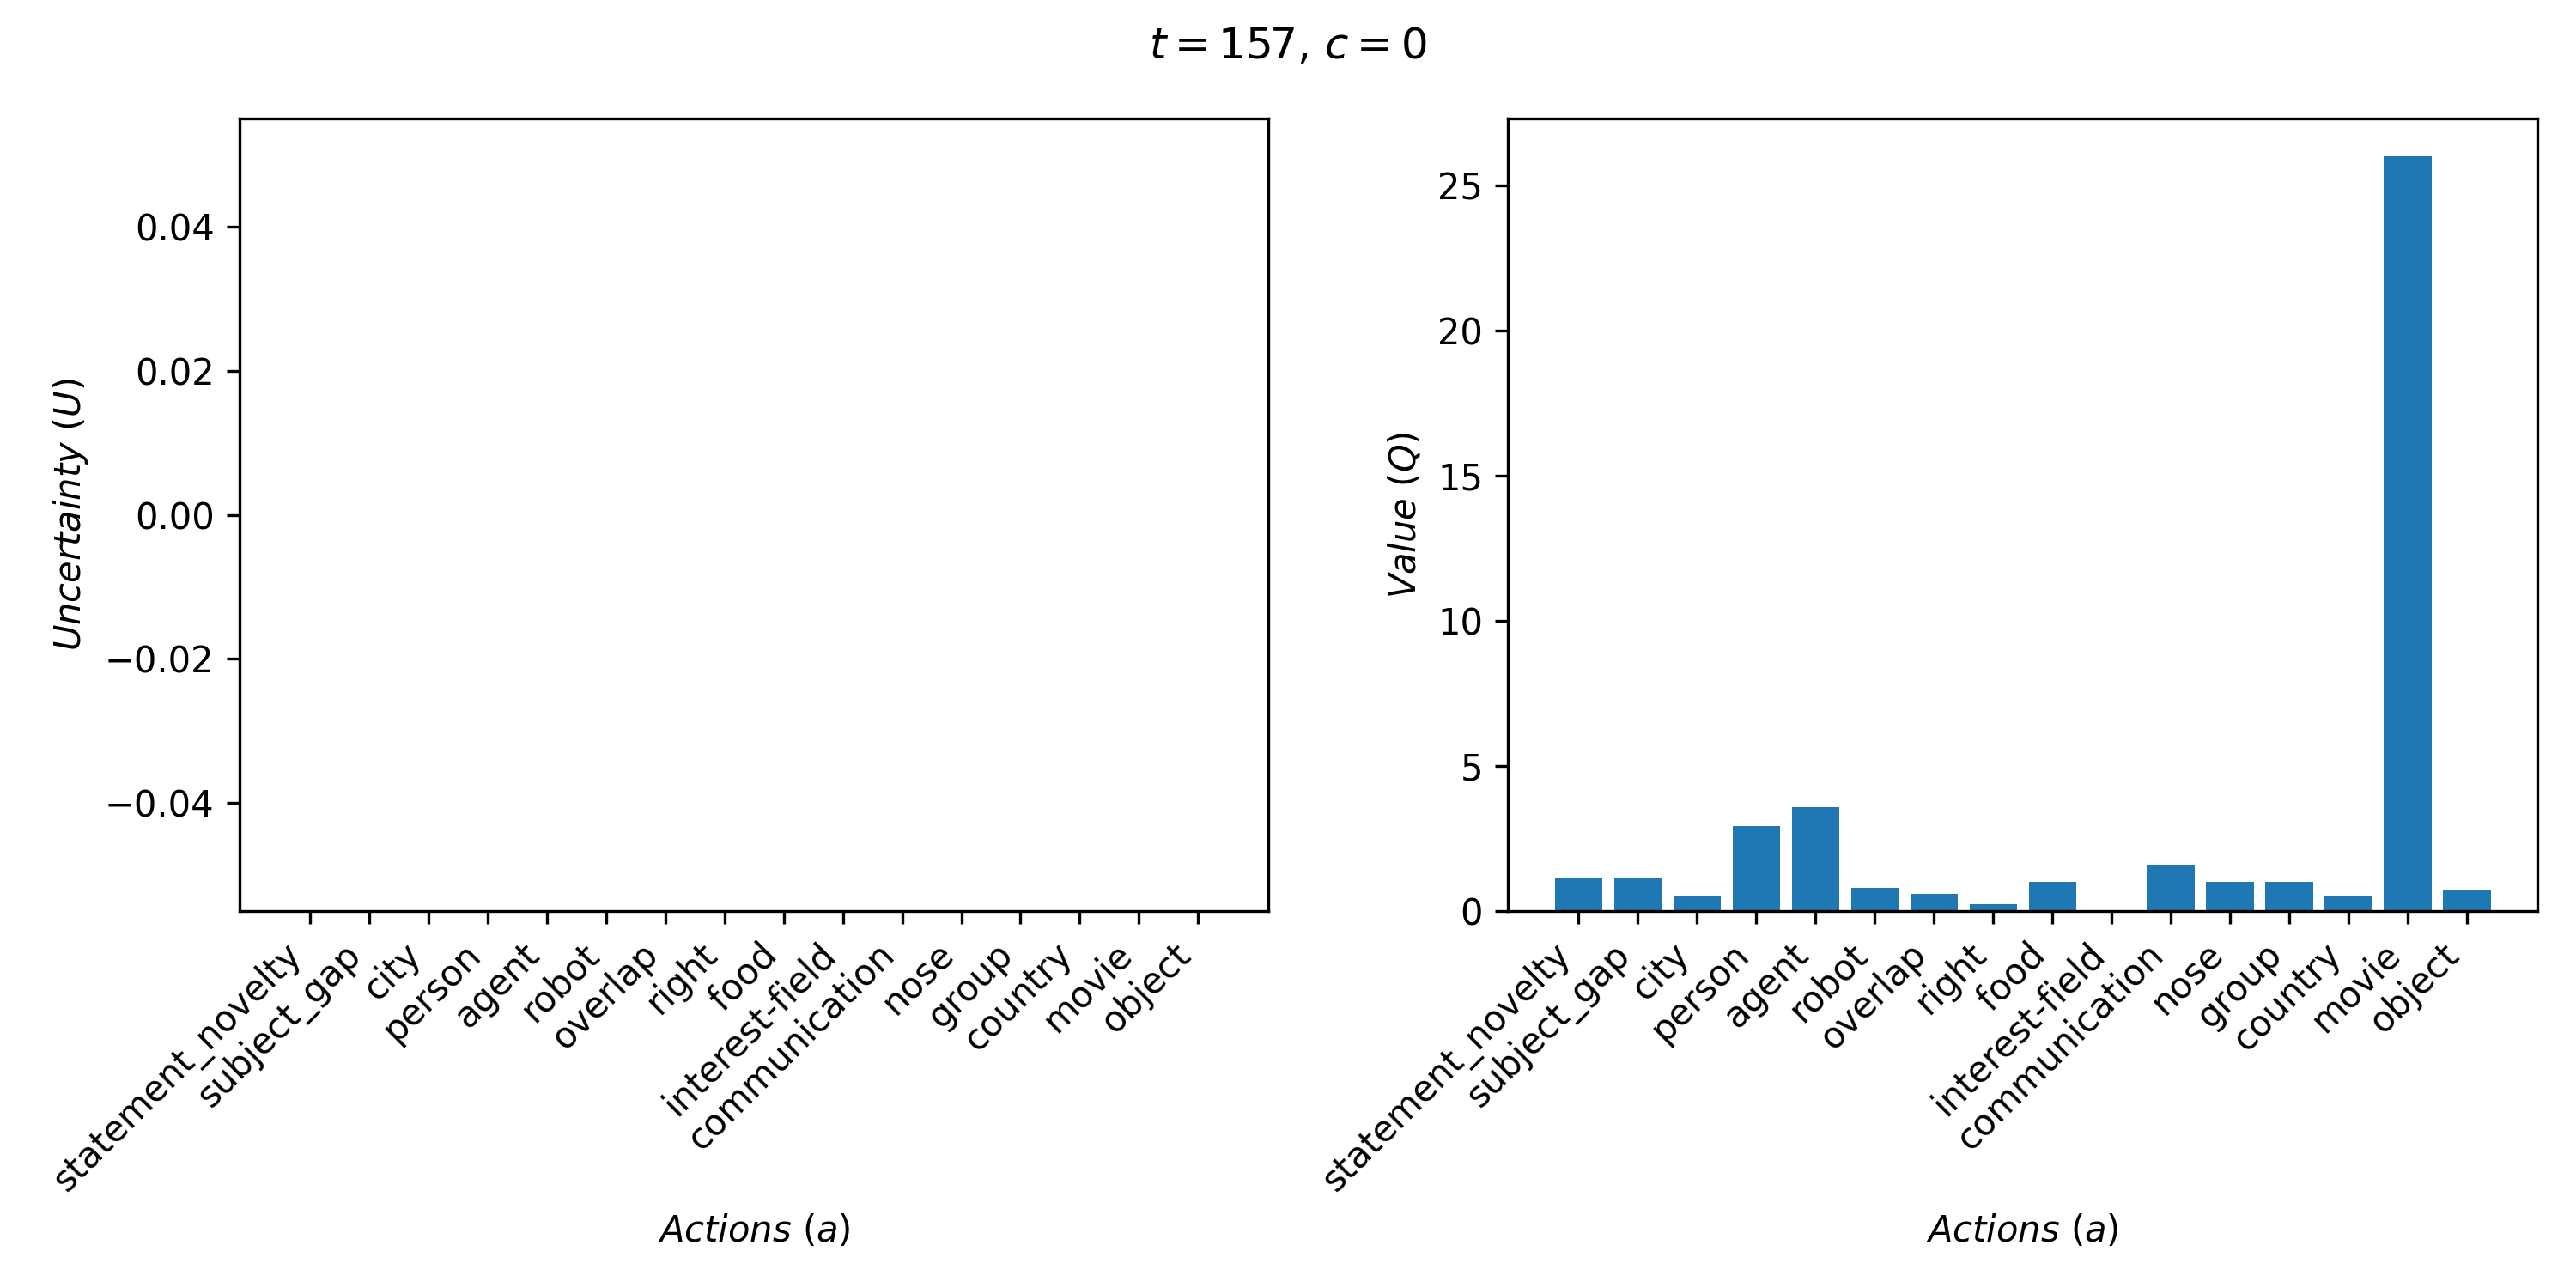 t = 157, c = 0
Uncertainty (U)
0.04
0.02
0.00
−0.02
−0.04
statement_novelty
subject_gap
city
person
agent
robot
overlap
right
food
interest-field
communication
nose
group
country
movie
object
Actions (a)
Value (Q)
25
20
15
10
5
0
statement_novelty
subject_gap
city
person
agent
robot
overlap
right
food
interest-field
communication
nose
group
country
movie
object
Actions (a)